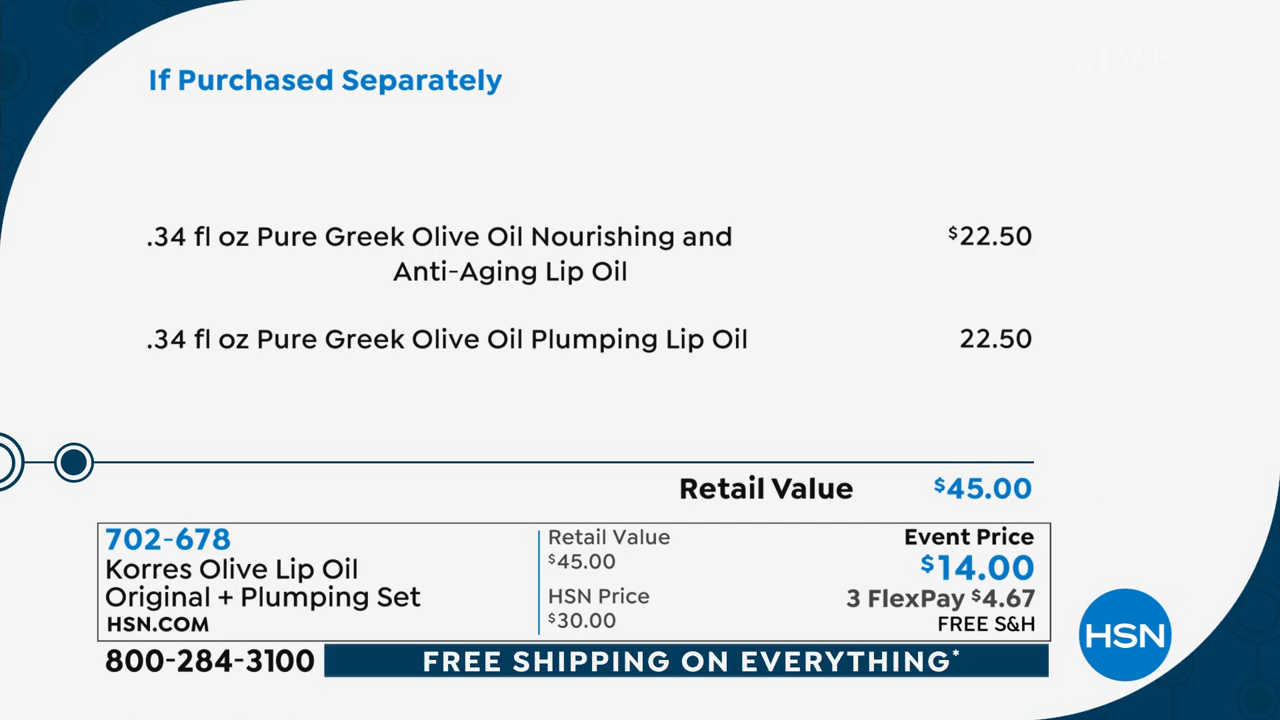 LIVE
If Purchased Separately
.34 fl oz Pure Greek Olive Oil Nourishing and $22.50
Anti-Aging Lip Oil
.34 fl oz Pure Greek Olive Oil Plumping Lip Oil 22.50
Retail Value $45.00
702-678
Korres Olive Lip Oil
Original + Plumping Set
HSN.COM
Retail Value
$45.00
HSN Price
$30.00
Event Price
$14.00
3 FlexPay $4.67
FREE S&H
HSN
800-284-3100
FREE SHIPPING ON EVERYTHING*